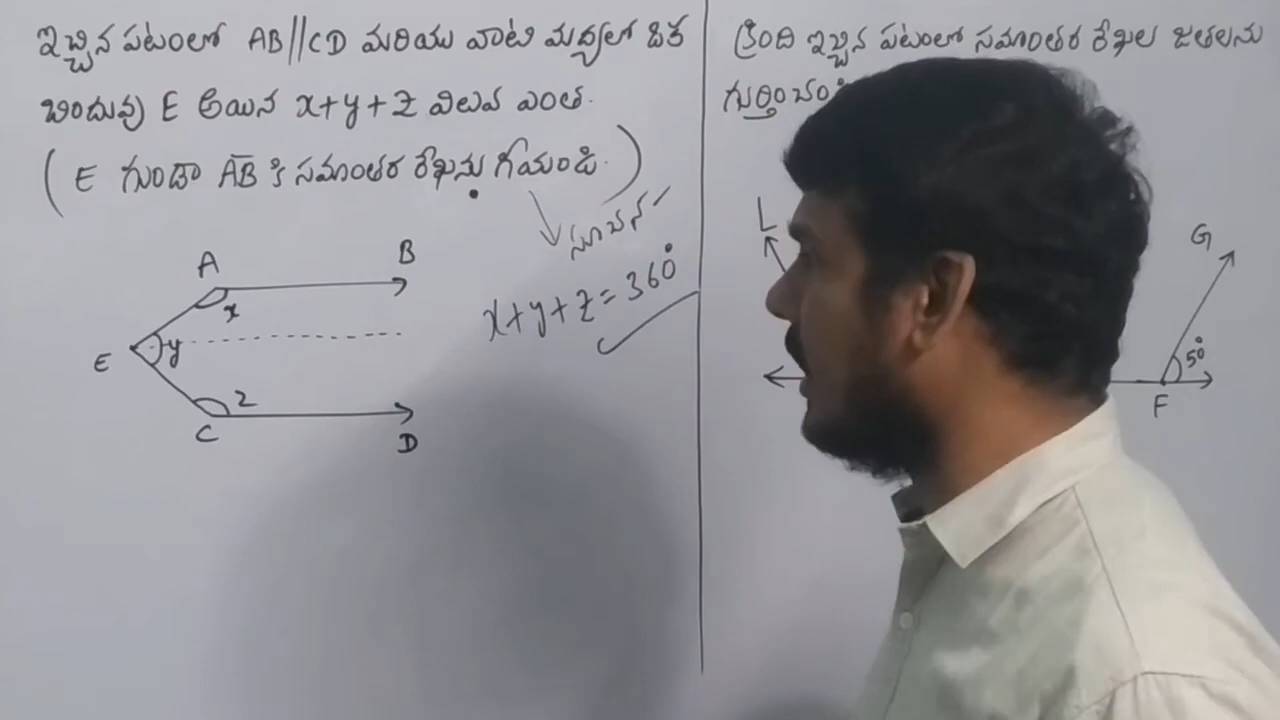 ఇచ్చిన పటంలో AB//CD మరియు వాటి మధ్యలో ఒక
బిందువు E అయిన x+y+z విలువ ఎంత.
( E గుండా AB కి సమాంతర రేఖను గీయండి. )
సూచన
x+y+z=360°
A
B
x
E
y
z
C
D
క్రింది ఇచ్చిన పటంలో సమాంతర రేఖల జతలను
L
G
50°
F